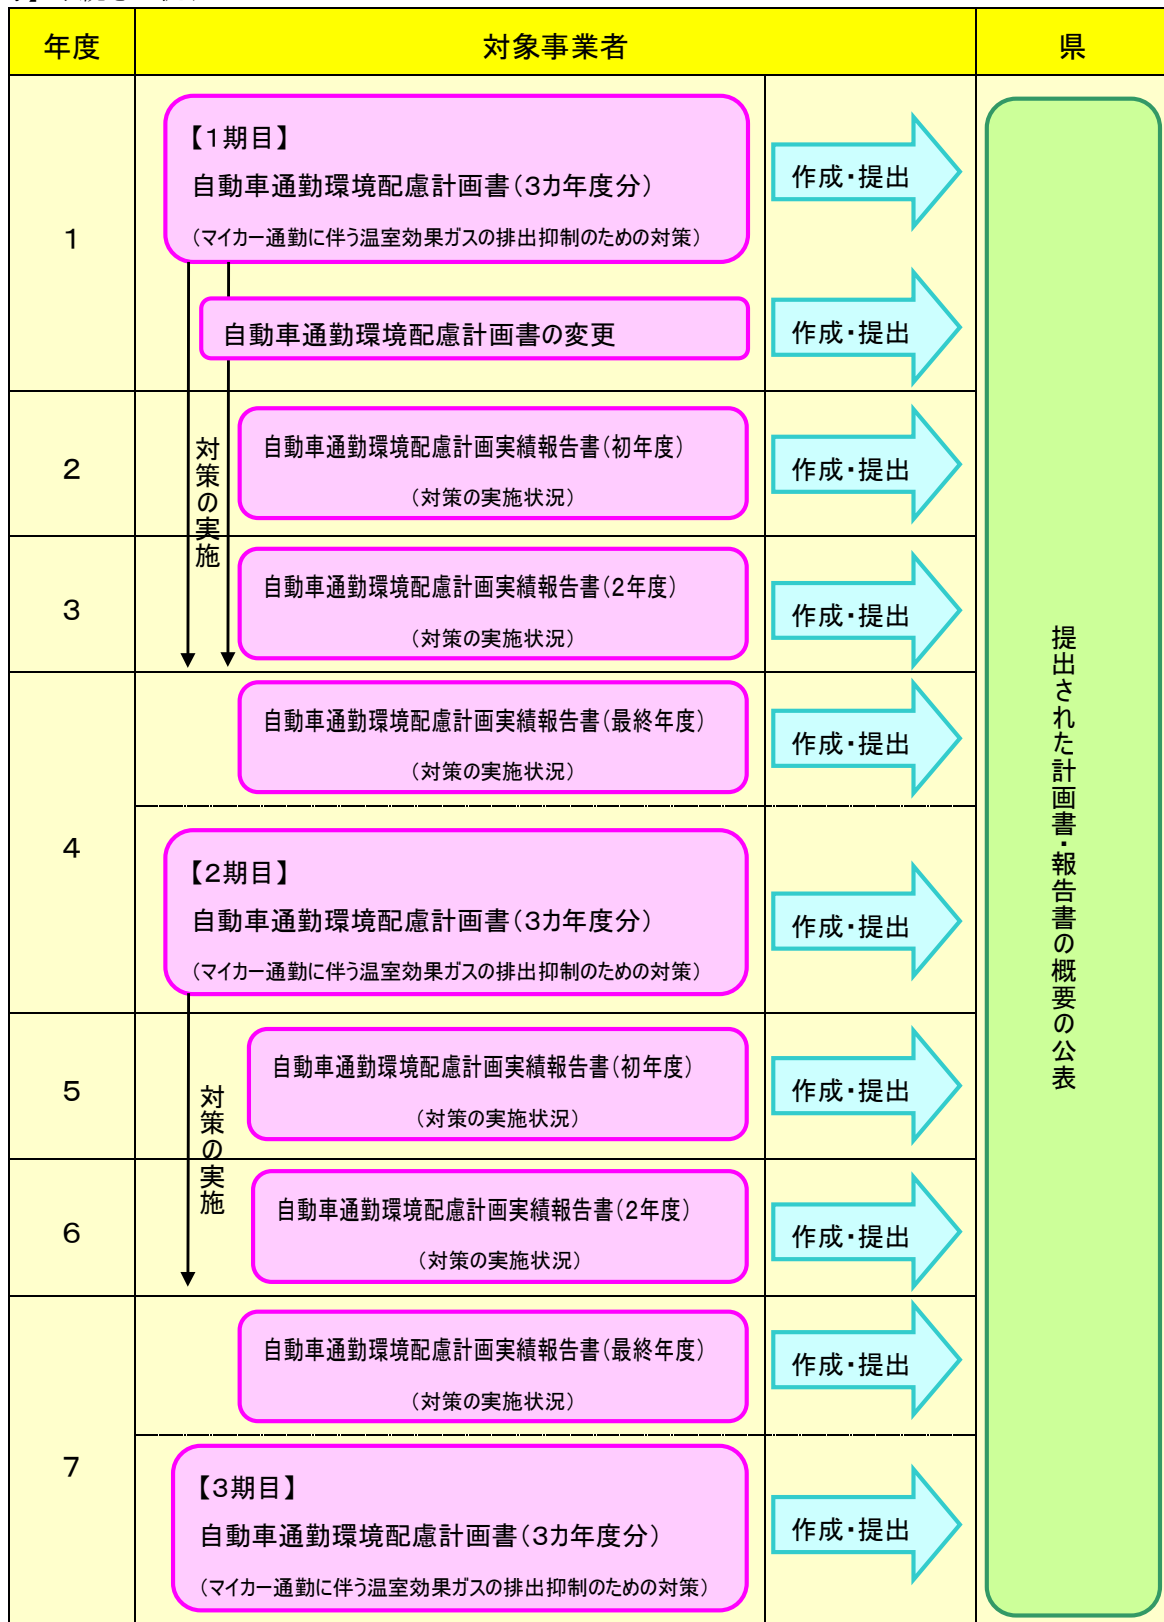 年度
対象事業者
県
1
【1期目】
自動車通勤環境配慮計画書(3カ年度分)
(マイカー通勤に伴う温室効果ガスの排出抑制のための対策)
作成・提出
自動車通勤環境配慮計画書の変更
作成・提出
対策の実施
2
自動車通勤環境配慮計画実績報告書(初年度)
(対策の実施状況)
作成・提出
3
自動車通勤環境配慮計画実績報告書(2年度)
(対策の実施状況)
作成・提出
4
自動車通勤環境配慮計画実績報告書(最終年度)
(対策の実施状況)
作成・提出
【2期目】
自動車通勤環境配慮計画書(3カ年度分)
(マイカー通勤に伴う温室効果ガスの排出抑制のための対策)
作成・提出
対策の実施
5
自動車通勤環境配慮計画実績報告書(初年度)
(対策の実施状況)
作成・提出
6
自動車通勤環境配慮計画実績報告書(2年度)
(対策の実施状況)
作成・提出
7
自動車通勤環境配慮計画実績報告書(最終年度)
(対策の実施状況)
作成・提出
【3期目】
自動車通勤環境配慮計画書(3カ年度分)
(マイカー通勤に伴う温室効果ガスの排出抑制のための対策)
作成・提出
提出された計画書・報告書の概要の公表